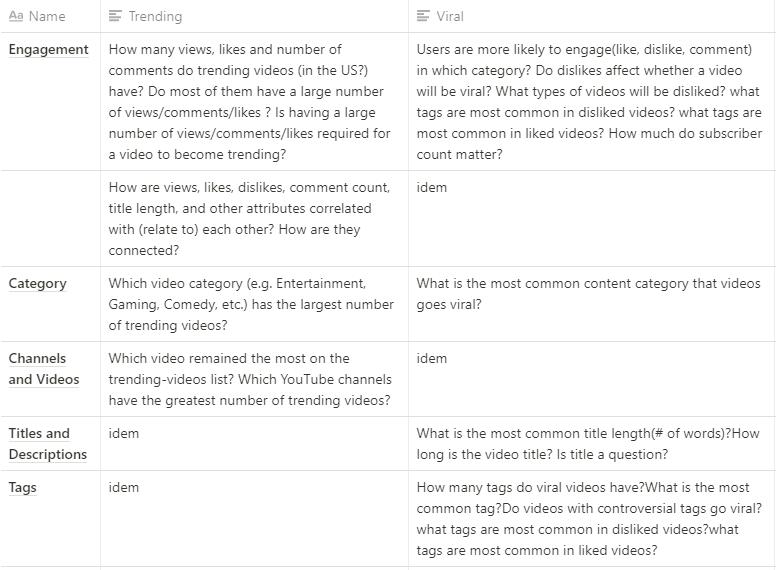 Aa Name
Trending
Viral
Engagement
How many views, likes and number of
comments do trending videos (in the US?)
have? Do most of them have a large number
of views/comments/likes ? Is having a large
number of views/comments/likes required for
a video to become trending?
Users are more likely to engage(like, dislike, comment)
in which category? Do dislikes affect whether a video
will be viral? What types of videos will be disliked? what
tags are most common in disliked videos? what tags are
most common in liked videos? How much do subscriber
count matter?
How are views, likes, dislikes, comment count,
title length, and other attributes correlated
with (relate to) each other? How are they
connected?
idem
Category
Which video category (e.g. Entertainment,
Gaming, Comedy, etc.) has the largest number
of trending videos?
What is the most common content category that videos
goes viral?
Channels
and Videos
Which video remained the most on the
trending-videos list? Which YouTube channels
have the greatest number of trending videos?
idem
Titles and
Descriptions
idem
What is the most common title length(# of words)?How
long is the video title? Is title a question?
Tags
idem
How many tags do viral videos have?What is the most
common tag?Do videos with controversial tags go viral?
what tags are most common in disliked videos?what
tags are most common in liked videos?